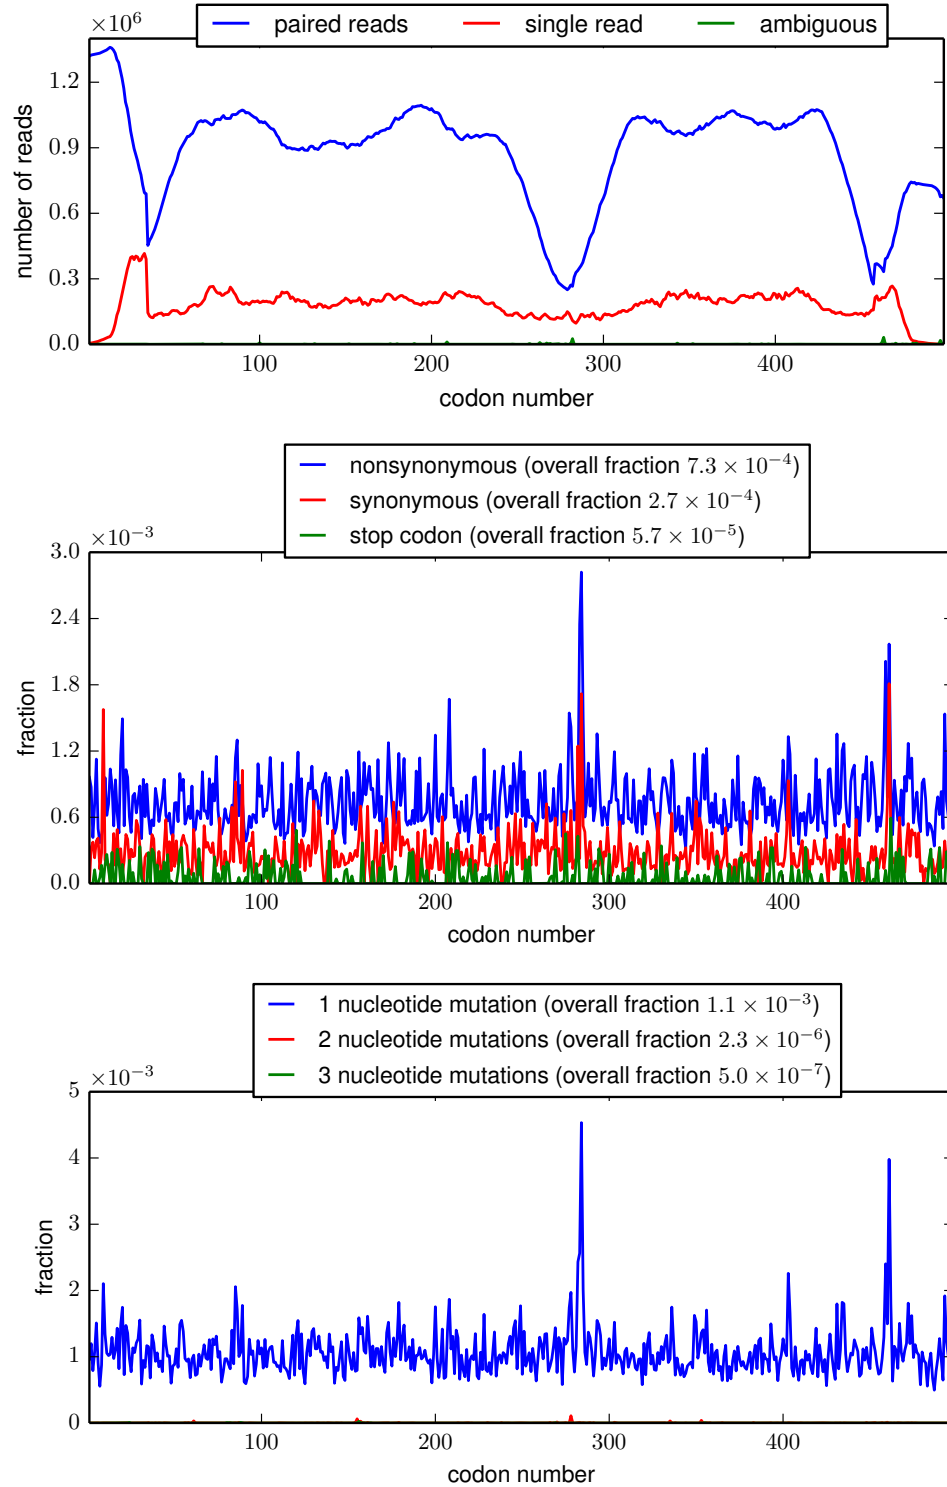 paired reads single read ambiguous
×10⁶
1.2
0.9
0.6
0.3
0.0
number of reads
100 200 300 400
codon number
nonsynonymous (overall fraction 7.3 × 10⁻⁴)
synonymous (overall fraction 2.7 × 10⁻⁴)
stop codon (overall fraction 5.7 × 10⁻⁵)
×10⁻³
3.0
2.4
1.8
1.2
0.6
0.0
fraction
100 200 300 400
codon number
1 nucleotide mutation (overall fraction 1.1 × 10⁻³)
2 nucleotide mutations (overall fraction 2.3 × 10⁻⁶)
3 nucleotide mutations (overall fraction 5.0 × 10⁻⁷)
×10⁻³
5
4
3
2
1
0
fraction
100 200 300 400
codon number